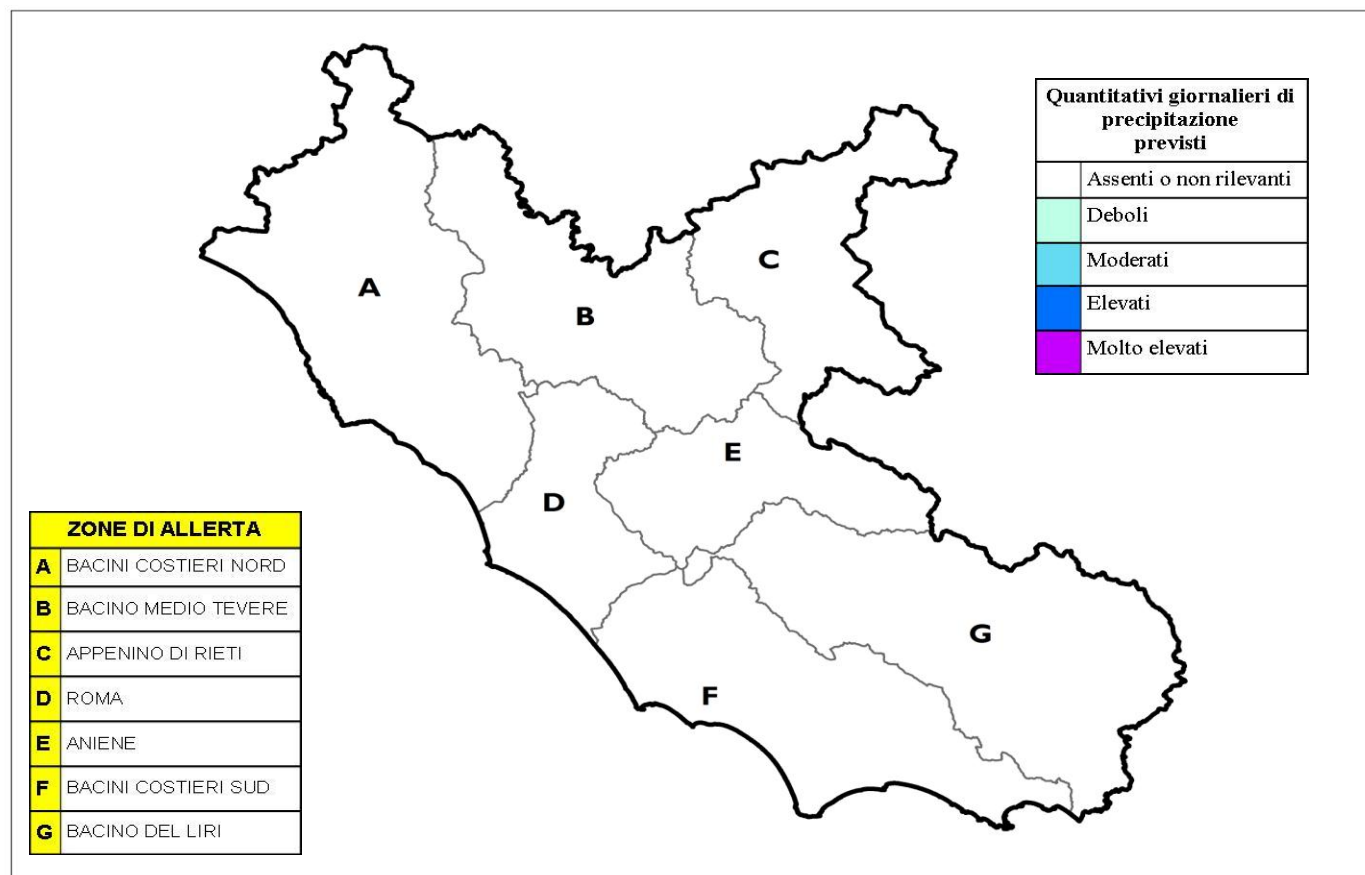 Quantitativi giornalieri di
precipitazione
previsti
Assenti o non rilevanti
Deboli
Moderati
Elevati
Molto elevati
A
B
C
D
E
F
G
ZONE DI ALLERTA
A BACINI COSTIERI NORD
B BACINO MEDIO TEVERE
C APPENINO DI RIETI
D ROMA
E ANIENE
F BACINI COSTIERI SUD
G BACINO DEL LIRI